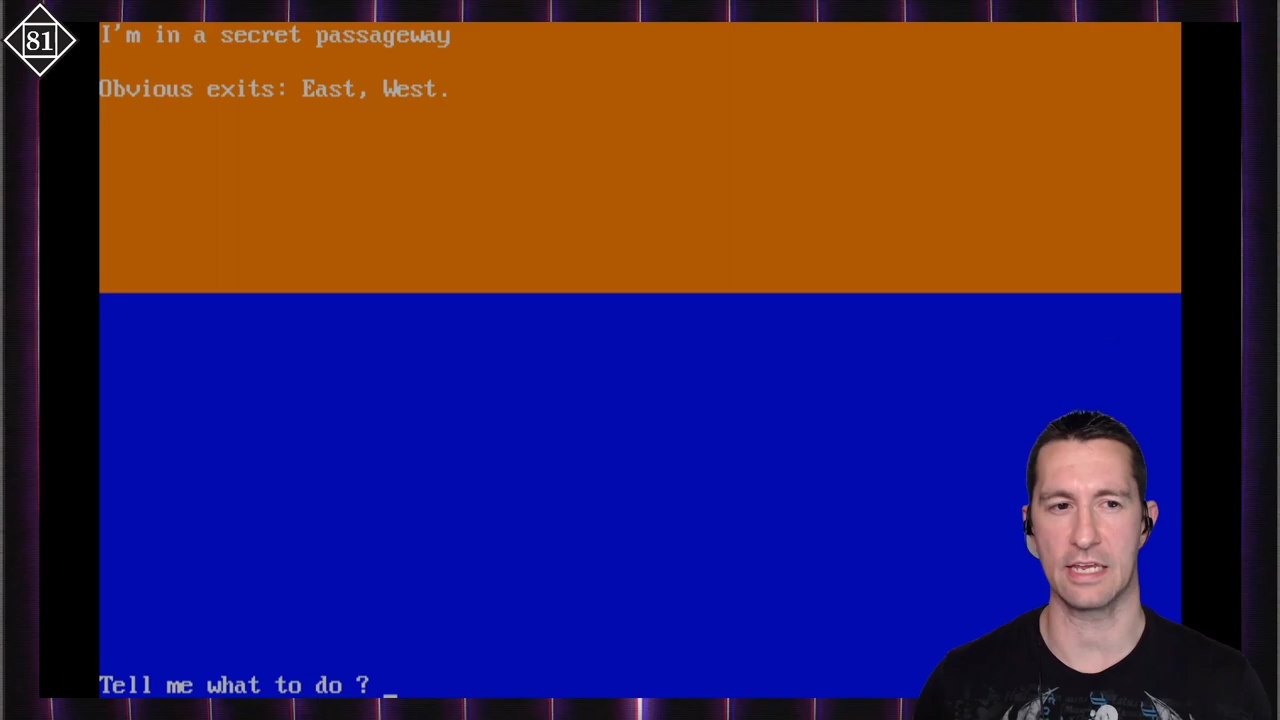 81
I'm in a secret passageway
Obvious exits: East, West.
Tell me what to do ? _